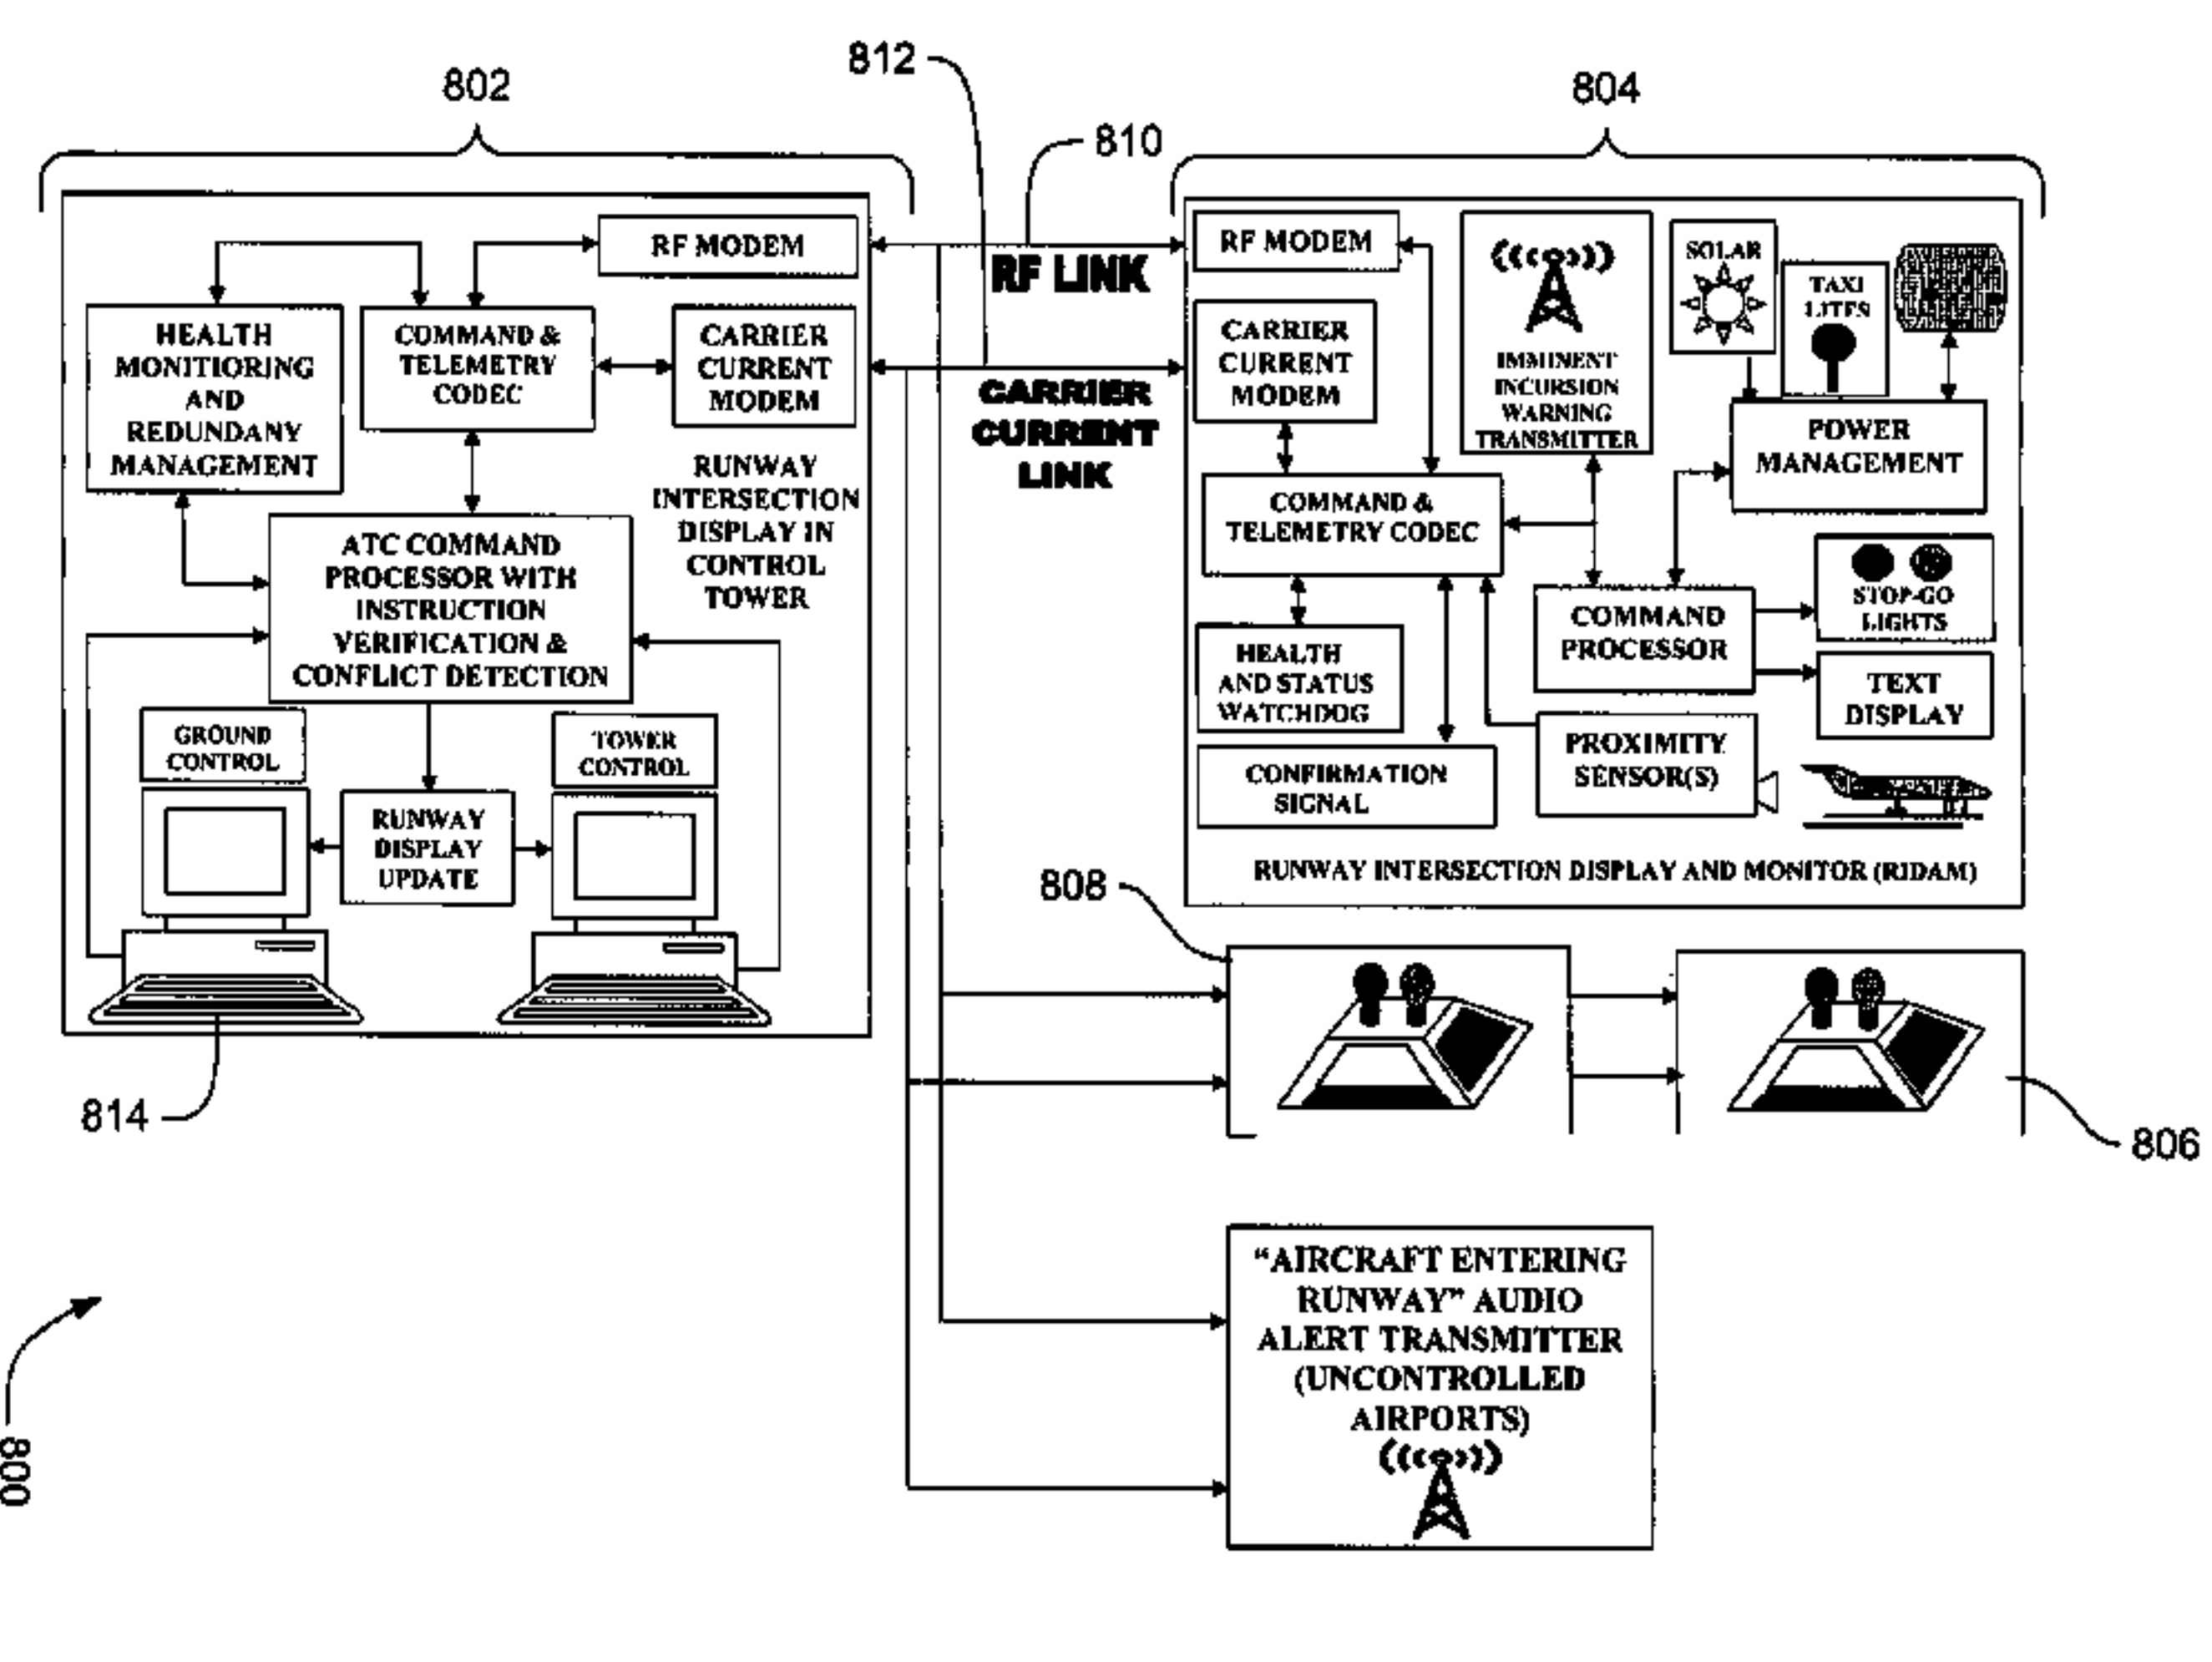 802
812
810
804
RF MODEM
HEALTH
MONITIORING
AND
REDUNDANY
MANAGEMENT
COMMAND &
TELEMETRY
CODEC
CARRIER
CURRENT
MODEM
RUNWAY
INTERSECTION
DISPLAY IN
CONTROL
TOWER
ATC COMMAND
PROCESSOR WITH
INSTRUCTION
VERIFICATION &
CONFLICT DETECTION
GROUND
CONTROL
TOWER
CONTROL
RUNWAY
DISPLAY
UPDATE
814
RF LINK
CARRIER
CURRENT
LINK
RF MODEM
CARRIER
CURRENT
MODEM
IMMINENT
INCURSION
WARNING
TRANSMITTER
SOLAR
TAXI
LITES
POWER
MANAGEMENT
COMMAND &
TELEMETRY CODEC
STOP-GO
LIGHTS
COMMAND
PROCESSOR
HEALTH
AND STATUS
WATCHDOG
TEXT
DISPLAY
PROXIMITY
SENSOR(S)
CONFIRMATION
SIGNAL
RUNWAY INTERSECTION DISPLAY AND MONITOR (RIDAM)
808
806
"AIRCRAFT ENTERING
RUNWAY" AUDIO
ALERT TRANSMITTER
(UNCONTROLLED
AIRPORTS)
800